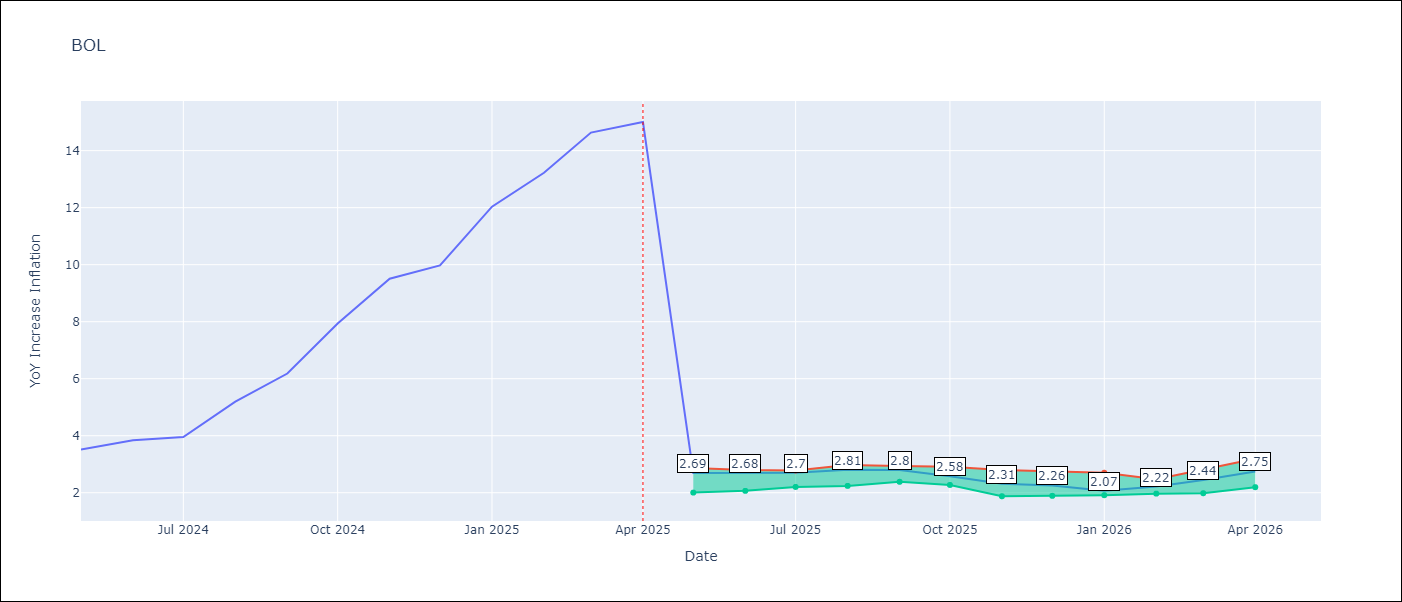 BOL
YoY Increase Inflation
14
12
10
8
6
4
2
2.69
2.68
2.7
2.81
2.8
2.58
2.31
2.26
2.07
2.22
2.44
2.75
Jul 2024
Oct 2024
Jan 2025
Apr 2025
Jul 2025
Oct 2025
Jan 2026
Apr 2026
Date